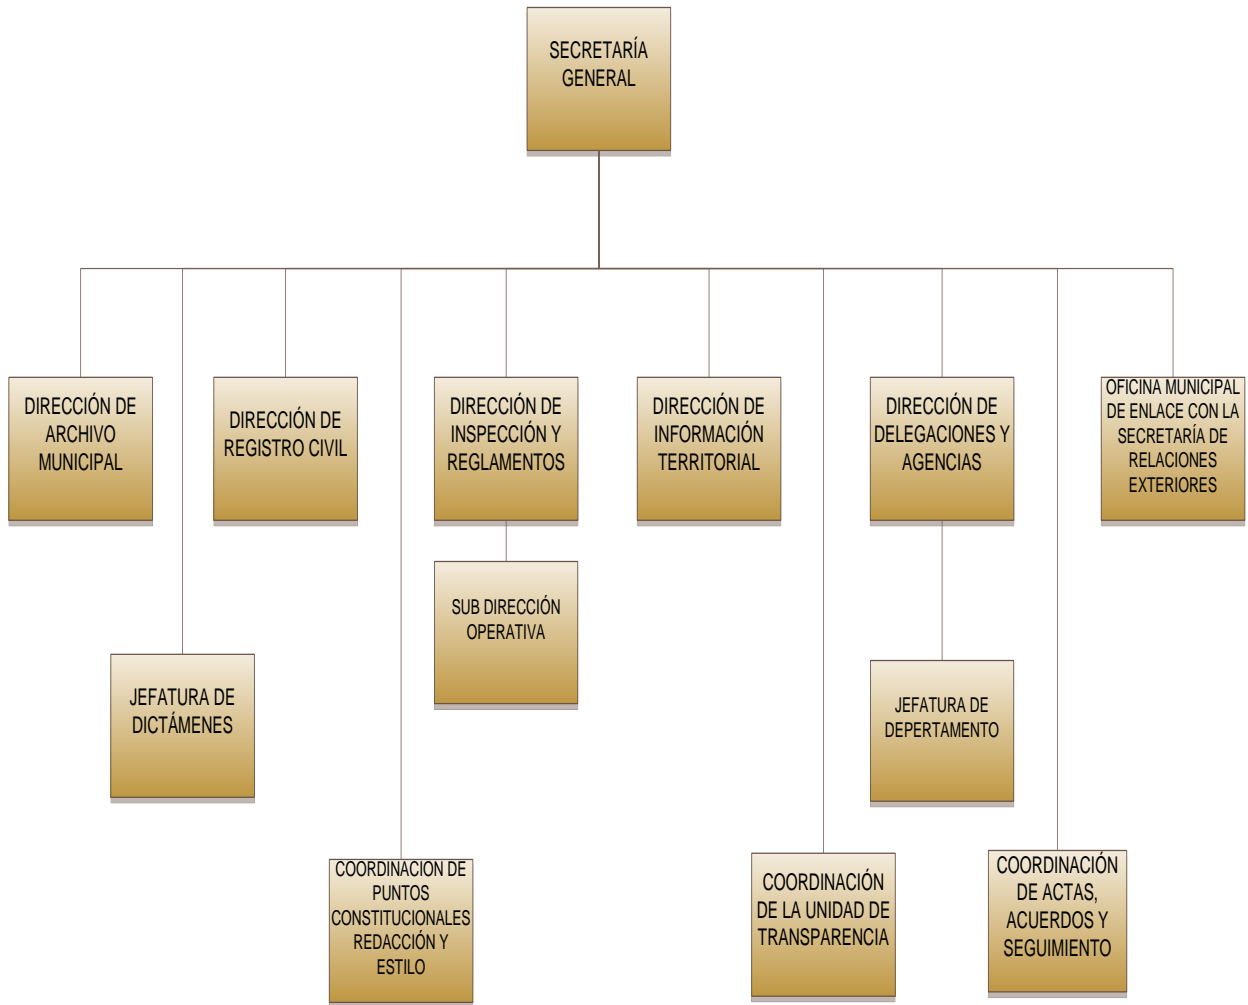 SECRETARÍA
GENERAL
DIRECCIÓN DE
ARCHIVO
MUNICIPAL
DIRECCIÓN DE
REGISTRO CIVIL
DIRECCIÓN DE
INSPECCIÓN Y
REGLAMENTOS
DIRECCIÓN DE
INFORMACIÓN
TERRITORIAL
DIRECCIÓN DE
DELEGACIONES Y
AGENCIAS
OFICINA MUNICIPAL
DE ENLACE CON LA
SECRETARÍA DE
RELACIONES
EXTERIORES
SUB DIRECCIÓN
OPERATIVA
JEFATURA DE
DICTÁMENES
JEFATURA DE
DEPERTAMENTO
COORDINACION DE
PUNTOS
CONSTITUCIONALES
REDACCIÓN Y
ESTILO
COORDINACIÓN
DE LA UNIDAD DE
TRANSPARENCIA
COORDINACIÓN
DE ACTAS,
ACUERDOS Y
SEGUIMIENTO